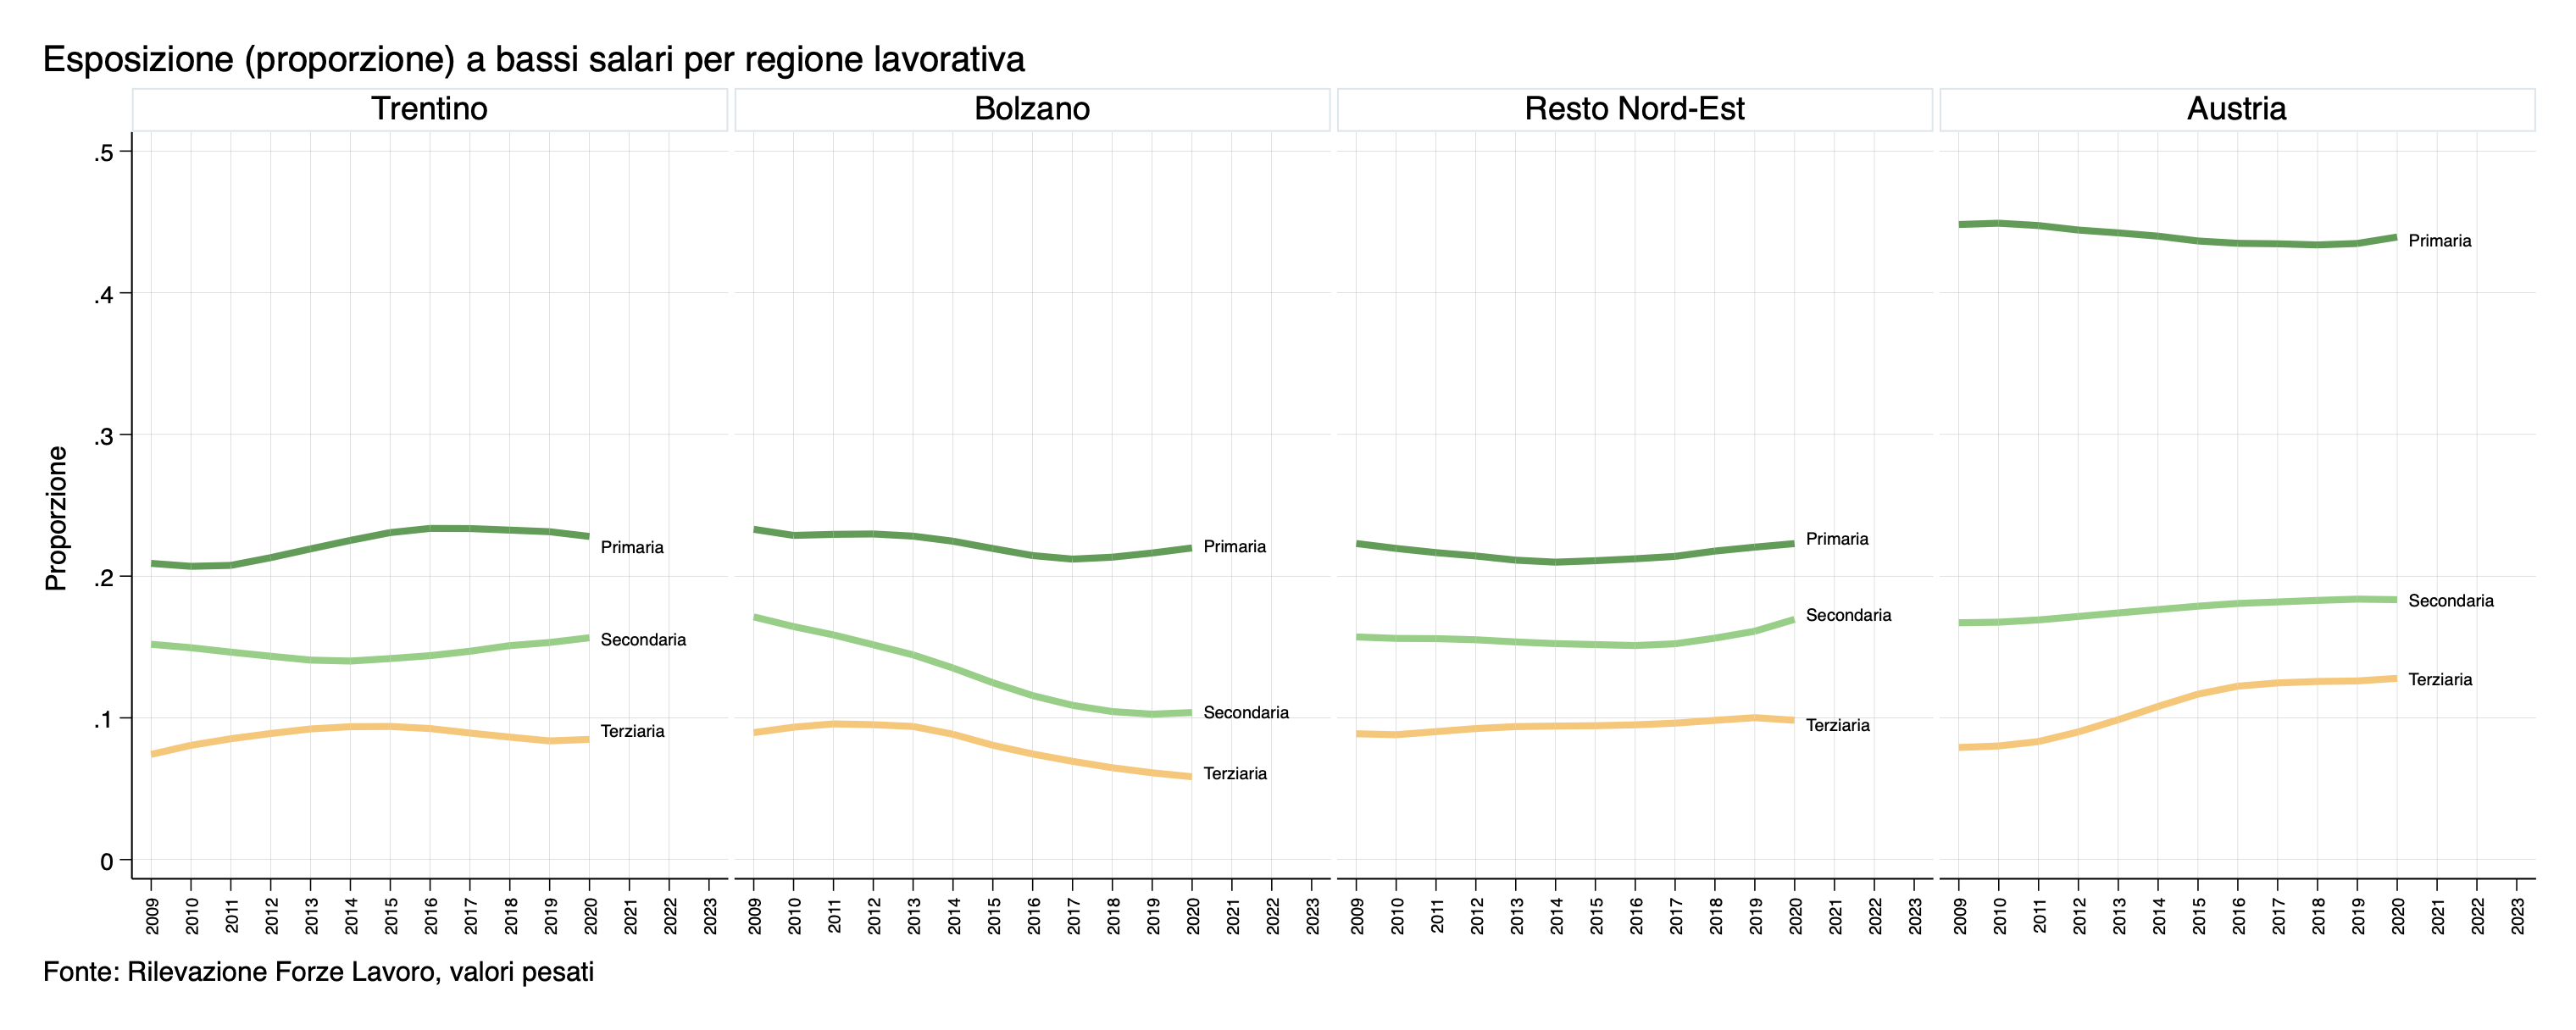 Esposizione (proporzione) a bassi salari per regione lavorativa
Trentino
Bolzano
Resto Nord-Est
Austria
Proporzione
.5
.4
.3
.2
.1
0
Primaria
Secondaria
Terziaria
Primaria
Secondaria
Terziaria
Primaria
Secondaria
Terziaria
Primaria
Secondaria
Terziaria
2009 2010 2011 2012 2013 2014 2015 2016 2017 2018 2019 2020 2021 2022 2023
2009 2010 2011 2012 2013 2014 2015 2016 2017 2018 2019 2020 2021 2022 2023
2009 2010 2011 2012 2013 2014 2015 2016 2017 2018 2019 2020 2021 2022 2023
2009 2010 2011 2012 2013 2014 2015 2016 2017 2018 2019 2020 2021 2022 2023
Fonte: Rilevazione Forze Lavoro, valori pesati